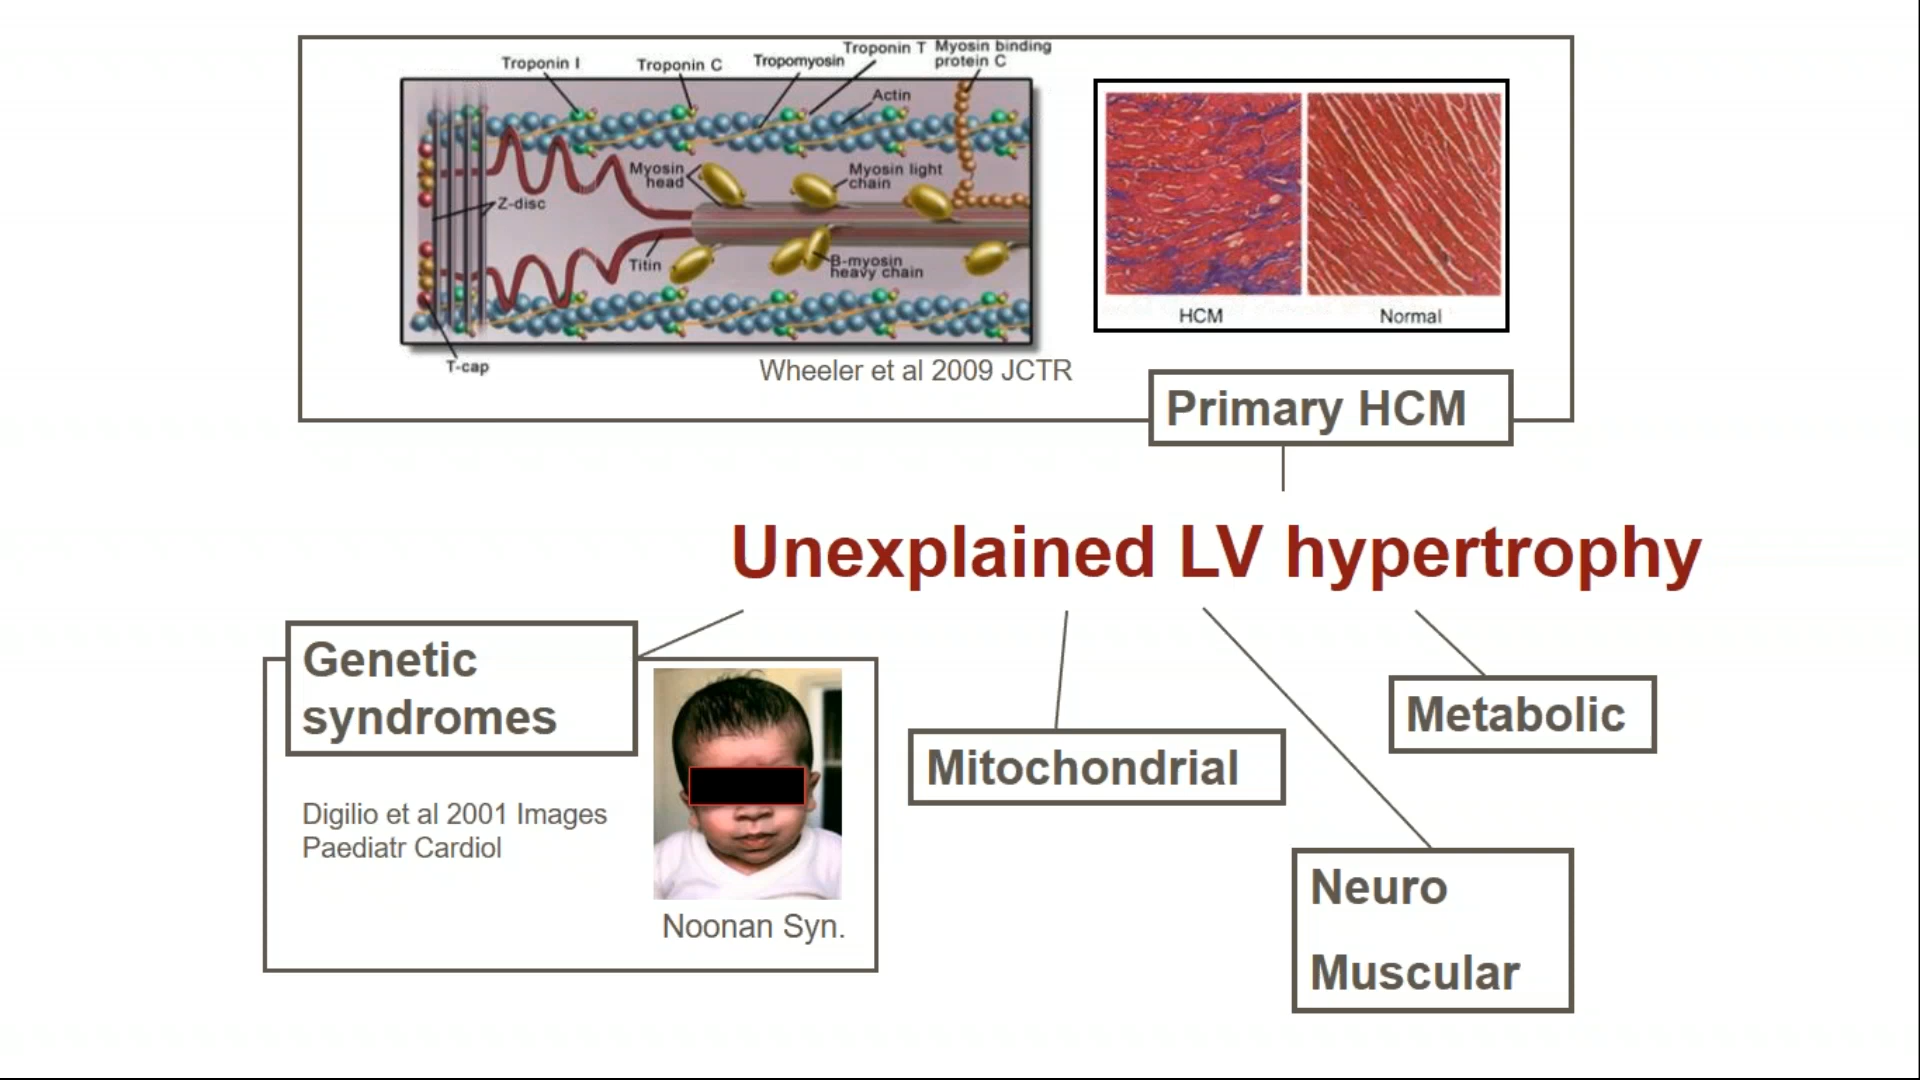 Troponin I
Troponin C
Tropomyosin
Troponin T
Myosin binding
protein C
Actin
Myosin
head
Myosin light
chain
Z-disc
Titin
B-myosin
heavy chain
T-cap
Wheeler et al 2009 JCTR
HCM
Normal
Primary HCM
Unexplained LV hypertrophy
Genetic
syndromes
Digilio et al 2001 Images
Paediatr Cardiol
Noonan Syn.
Mitochondrial
Metabolic
Neuro
Muscular